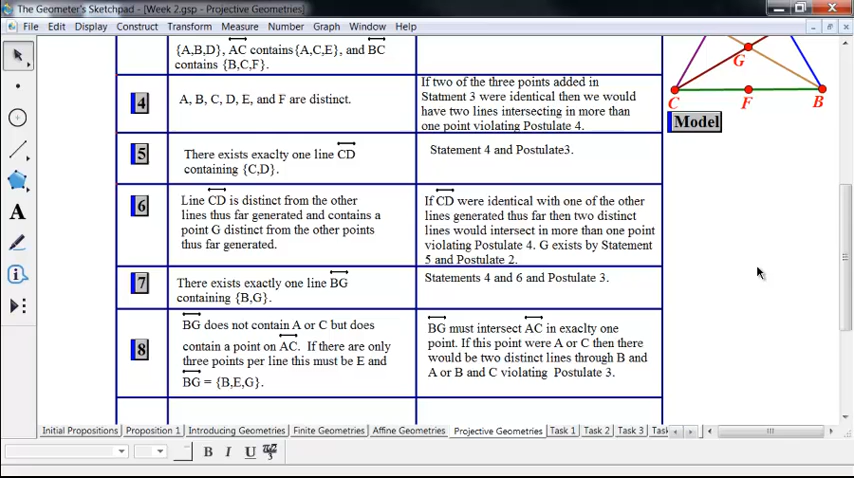 The Geometer's Sketchpad - [Week 2.gsp - Projective Geometries]
File Edit Display Construct Transform Measure Number Graph Window Help
{A,B,D}, AC contains{A,C,E}, and BC
contains {B,C,F}.
4
A, B, C, D, E, and F are distinct.
If two of the three points added in
Statment 3 were identical then we would
have two lines intersecting in more than
one point violating Postulate 4.
5
There exists exaclty one line CD
containing {C,D}.
Statement 4 and Postulate3.
6
Line CD is distinct from the other
lines thus far generated and contains a
point G distinct from the other points
thus far generated.
If CD were identical with one of the other
lines generated thus far then two distinct
lines would intersect in more than one point
violating Postulate 4. G exists by Statement
5 and Postulate 2.
7
There exists exactly one line BG
containing {B,G}.
Statements 4 and 6 and Postulate 3.
8
BG does not contain A or C but does
contain a point on AC. If there are only
three points per line this must be E and
BG = {B,E,G}.
BG must intersect AC in exaclty one
point. If this point were A or C then there
would be two distinct lines through B and
A or B and C violating Postulate 3.
G
C F B
Model
Initial Propositions Proposition 1 Introducing Geometries Finite Geometries Affine Geometries Projective Geometries Task 1 Task 2 Task 3 Task
B I U